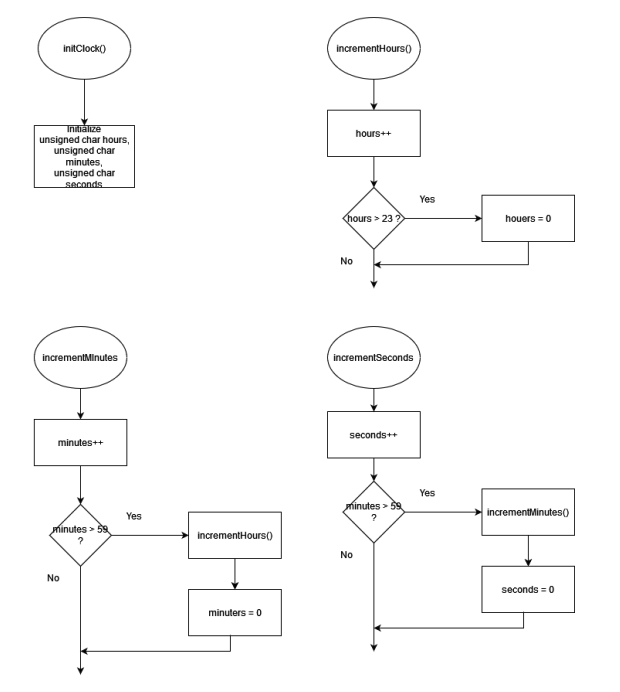 initClock()
Initialize
unsigned char hours,
unsigned char
minutes,
unsigned char
seconds
incrementHours()
hours++
hours > 23 ?
Yes
houers = 0
No
incrementMInutes
minutes++
minutes > 59
?
Yes
incrementHours()
No
minuters = 0
incrementSeconds
seconds++
minutes > 59
?
Yes
incrementMinutes()
No
seconds = 0